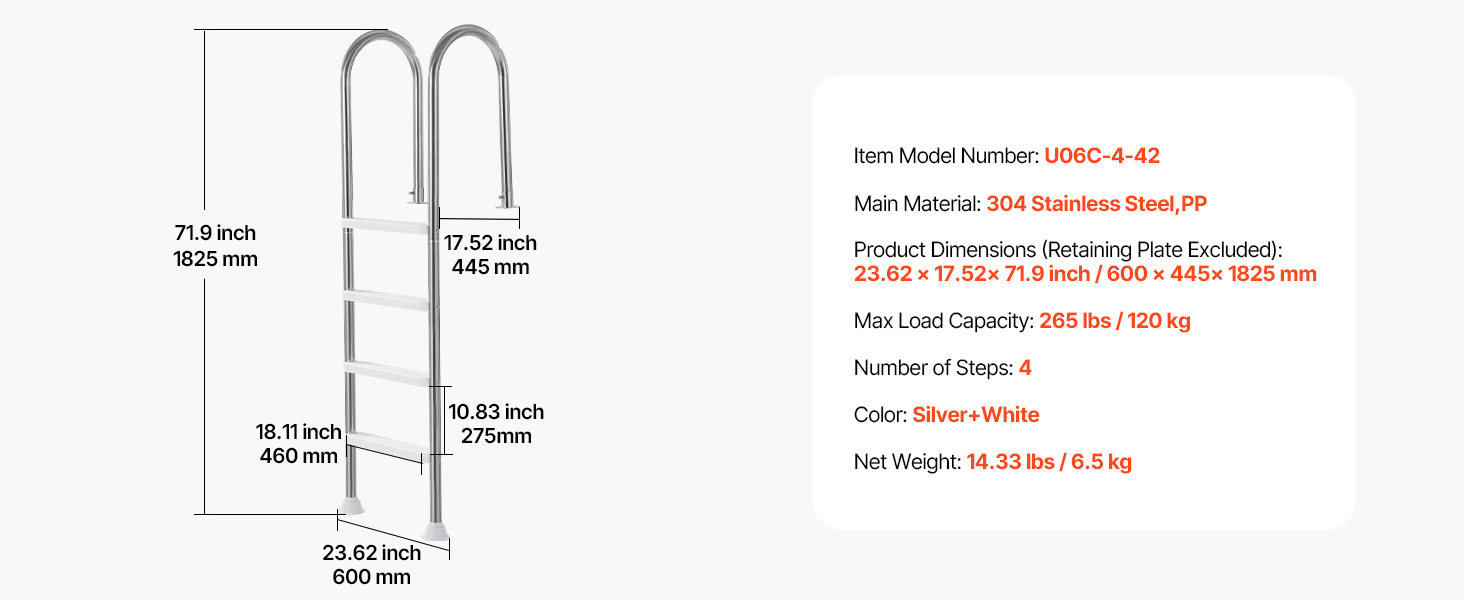 71.9 inch
1825 mm
17.52 inch
445 mm
10.83 inch
275mm
18.11 inch
460 mm
23.62 inch
600 mm
Item Model Number: U06C-4-42
Main Material: 304 Stainless Steel,PP
Product Dimensions (Retaining Plate Excluded):
23.62 × 17.52× 71.9 inch / 600 × 445× 1825 mm
Max Load Capacity: 265 lbs / 120 kg
Number of Steps: 4
Color: Silver+White
Net Weight: 14.33 lbs / 6.5 kg